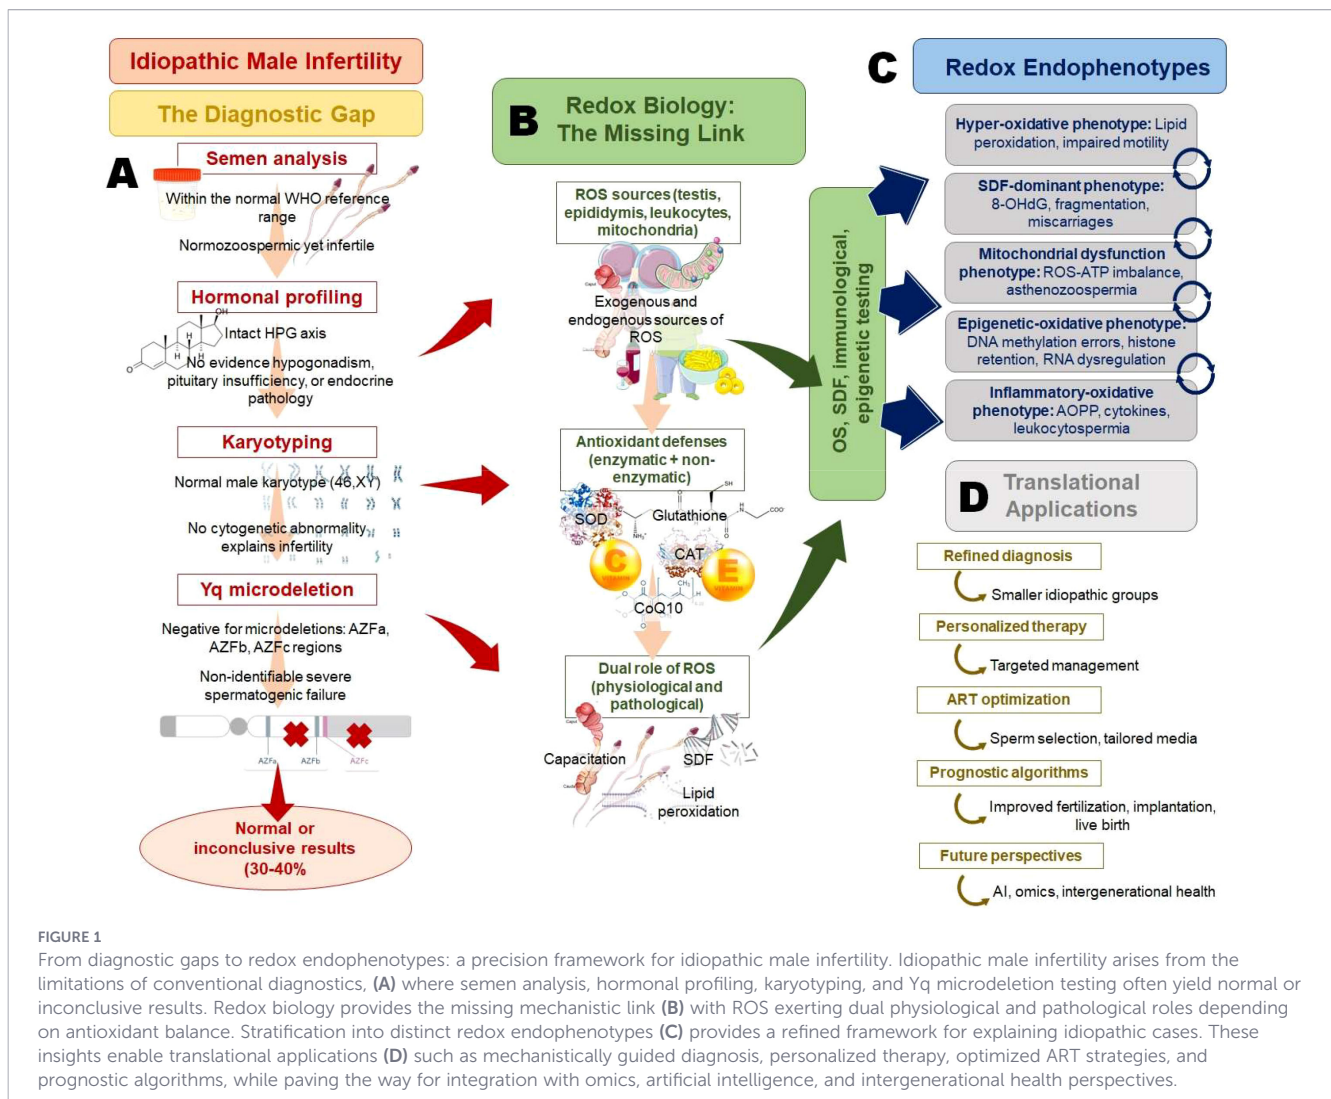 Idiopathic Male Infertility
The Diagnostic Gap
A
Semen analysis
Within the normal WHO reference
range
Normozoospermic yet infertile
Hormonal profiling
OH
O
H
H
H
Intact HPG axis
No evidence hypogonadism,
pituitary insufficiency, or endocrine
pathology
Karyotyping
Normal male karyotype (46,XY)
No cytogenetic abnormality
explains infertility
Yq microdeletion
Negative for microdeletions: AZFa,
AZFb, AZFc regions
Non-identifiable severe
spermatogenic failure
AZFa
AZFb
AZFc
Normal or
inconclusive results
(30-40%
B
Redox Biology:
The Missing Link
ROS sources (testis,
epididymis, leukocytes,
mitochondria)
Caput
Exogenous and
endogenous sources of
ROS
Antioxidant defenses
(enzymatic + non-
enzymatic)
SOD
Glutathione
SH
COO⁻
NH₃⁺
CAT
C
VITAMIN
E
VITAMIN
CH₃
H
CoQ10
Dual role of ROS
(physiological and
pathological)
Caput
Capacitation
Cauda
SDF
Lipid
peroxidation
OS, SDF, immunological,
epigenetic testing
C
Redox Endophenotypes
Hyper-oxidative phenotype: Lipid
peroxidation, impaired motility
SDF-dominant phenotype:
8-OHdG, fragmentation,
miscarriages
Mitochondrial dysfunction
phenotype: ROS-ATP imbalance,
asthenozoospermia
Epigenetic-oxidative phenotype:
DNA methylation errors, histone
retention, RNA dysregulation
Inflammatory-oxidative
phenotype: AOPP, cytokines,
leukocytospermia
D
Translational
Applications
Refined diagnosis
Smaller idiopathic groups
Personalized therapy
Targeted management
ART optimization
Sperm selection, tailored media
Prognostic algorithms
Improved fertilization, implantation,
live birth
Future perspectives
AI, omics, intergenerational health
FIGURE 1
From diagnostic gaps to redox endophenotypes: a precision framework for idiopathic male infertility. Idiopathic male infertility arises from the
limitations of conventional diagnostics, (A) where semen analysis, hormonal profiling, karyotyping, and Yq microdeletion testing often yield normal or
inconclusive results. Redox biology provides the missing mechanistic link (B) with ROS exerting dual physiological and pathological roles depending
on antioxidant balance. Stratification into distinct redox endophenotypes (C) provides a refined framework for explaining idiopathic cases. These
insights enable translational applications (D) such as mechanistically guided diagnosis, personalized therapy, optimized ART strategies, and
prognostic algorithms, while paving the way for integration with omics, artificial intelligence, and intergenerational health perspectives.